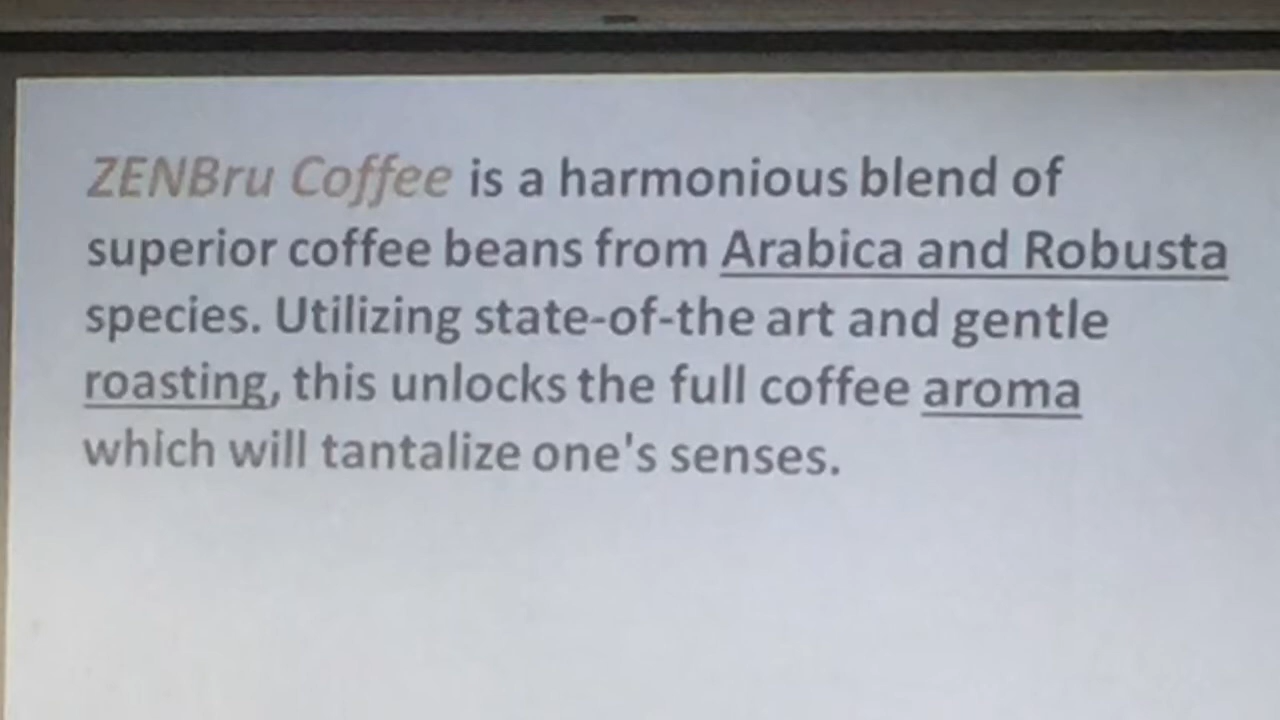 ZENBru Coffee is a harmonious blend of
superior coffee beans from Arabica and Robusta
species. Utilizing state-of-the art and gentle
roasting, this unlocks the full coffee aroma
which will tantalize one's senses.